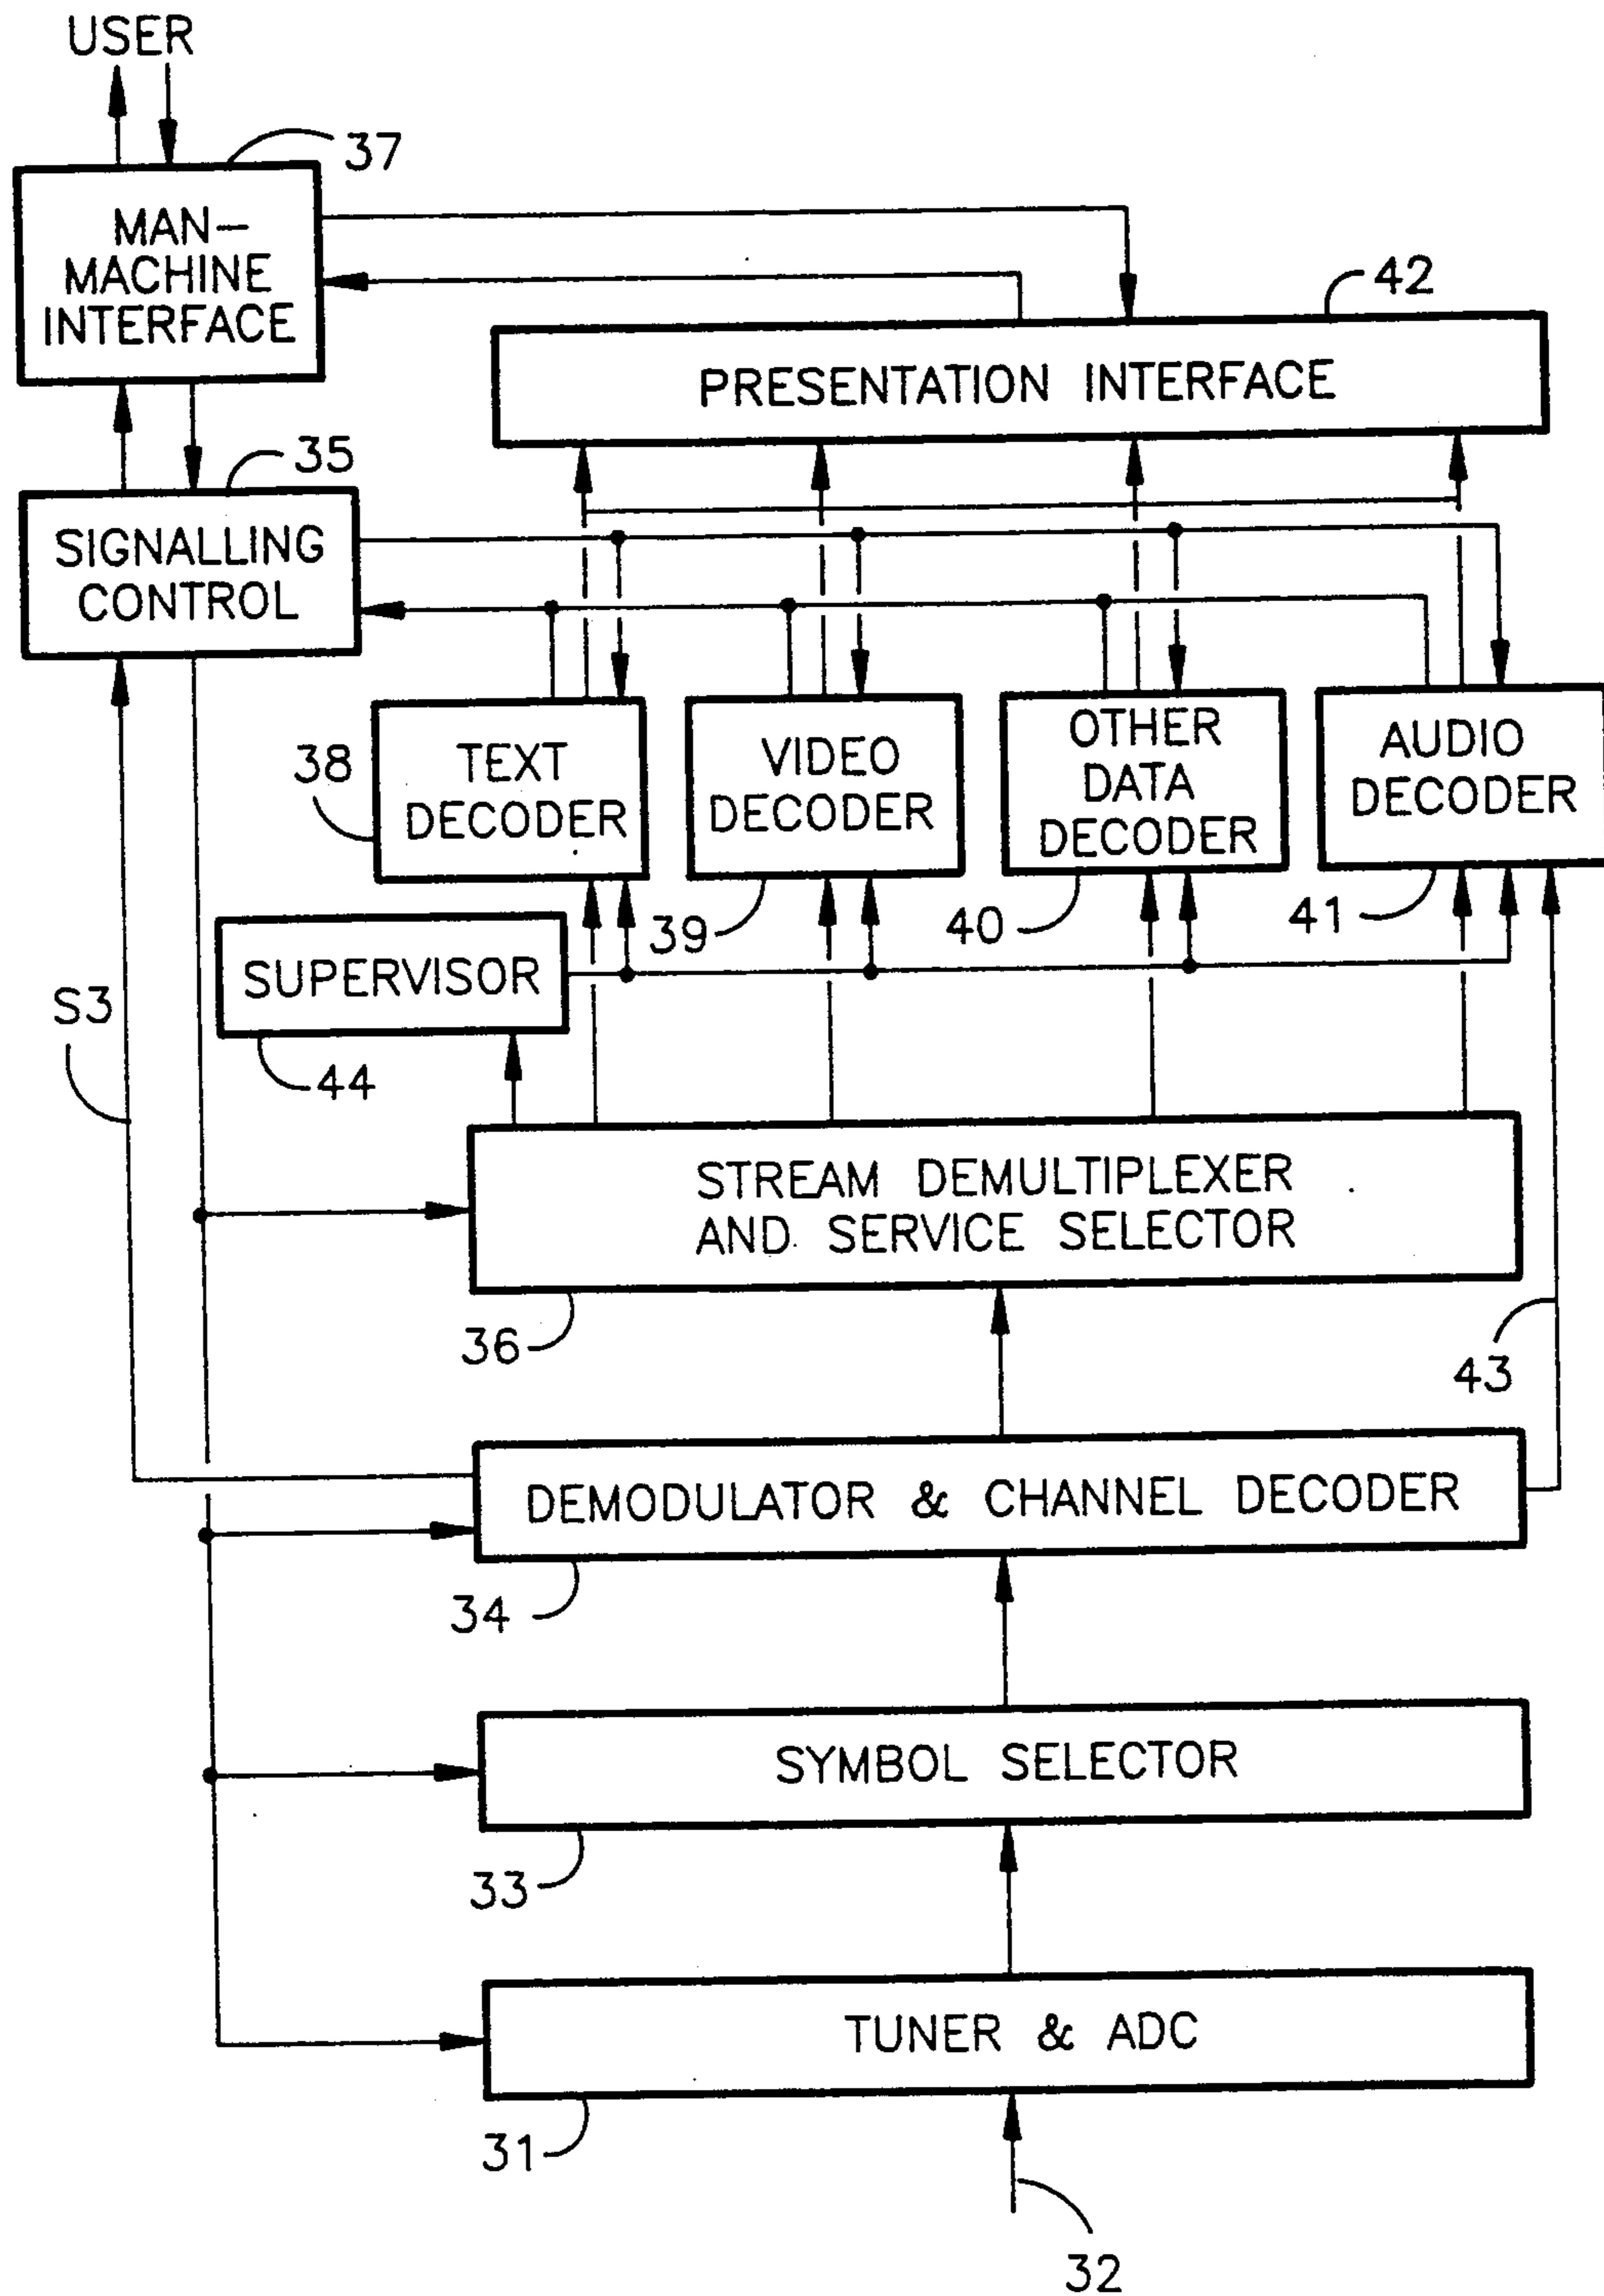 USER
37
MAN-
MACHINE
INTERFACE
42
PRESENTATION INTERFACE
35
SIGNALLING
CONTROL
38
TEXT
DECODER
VIDEO
DECODER
39
OTHER
DATA
DECODER
40
AUDIO
DECODER
41
SUPERVISOR
44
S3
STREAM DEMULTIPLEXER
AND SERVICE SELECTOR
36
43
DEMODULATOR & CHANNEL DECODER
34
SYMBOL SELECTOR
33
TUNER & ADC
31
32